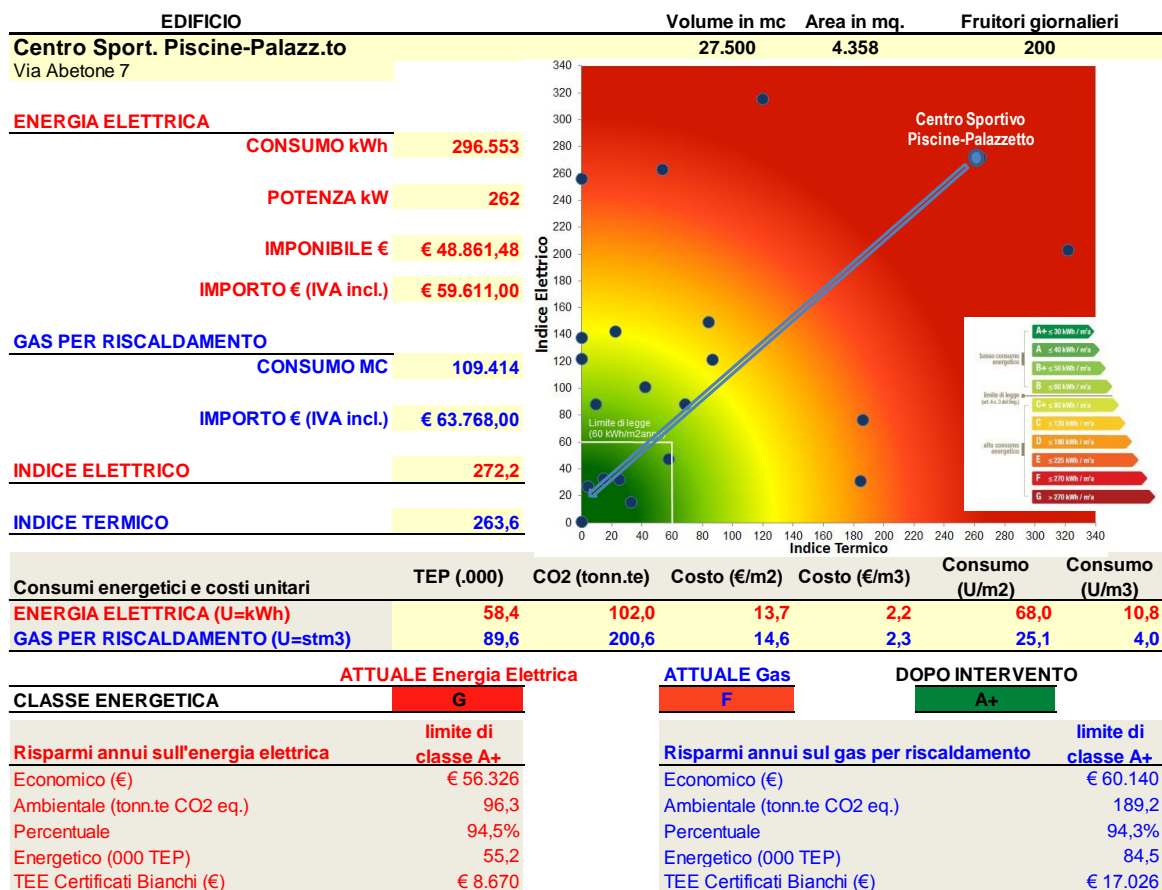 EDIFICIO Volume in mc Area in mq. Fruitori giornalieri
Centro Sport. Piscine-Palazz.to 27.500 4.358 200
Via Abetone 7
ENERGIA ELETTRICA
CONSUMO kWh 296.553
POTENZA kW 262
IMPONIBILE € € 48.861,48
IMPORTO € (IVA incl.) € 59.611,00
GAS PER RISCALDAMENTO
CONSUMO MC 109.414
IMPORTO € (IVA incl.) € 63.768,00
INDICE ELETTRICO 272,2
INDICE TERMICO 263,6
Indice Elettrico
340
320
300
280
260
240
220
200
180
160
140
120
100
80
60
40
20
0
Centro Sportivo
Piscine-Palazzetto
Limite di legge
(60 kWh/m2anno
0 20 40 60 80 100 120 140 160 180 200 220 240 260 280 300 320 340
Indice Termico
basso consumo
energetico
limite di legge
alto consumo
energetico
A+ ≤ 30 kWh / m²a
A ≤ 40 kWh / m²a
B+ ≤ 50 kWh / m²a
B ≤ 60 kWh / m²a
C+ ≤ 80 kWh / m²a
C ≤ 120 kWh / m²a
D ≤ 180 kWh / m²a
E ≤ 225 kWh / m²a
F ≤ 270 kWh / m²a
G > 270 kWh / m²a
Consumi energetici e costi unitari TEP (.000) CO2 (tonn.te) Costo (€/m2) Costo (€/m3) Consumo (U/m2) Consumo (U/m3)
ENERGIA ELETTRICA (U=kWh) 58,4 102,0 13,7 2,2 68,0 10,8
GAS PER RISCALDAMENTO (U=stm3) 89,6 200,6 14,6 2,3 25,1 4,0
ATTUALE Energia Elettrica ATTUALE Gas DOPO INTERVENTO
CLASSE ENERGETICA G F A+
Risparmi annui sull'energia elettrica limite di classe A+
Economico (€) € 56.326
Ambientale (tonn.te CO2 eq.) 96,3
Percentuale 94,5%
Energetico (000 TEP) 55,2
TEE Certificati Bianchi (€) € 8.670
Risparmi annui sul gas per riscaldamento limite di classe A+
Economico (€) € 60.140
Ambientale (tonn.te CO2 eq.) 189,2
Percentuale 94,3%
Energetico (000 TEP) 84,5
TEE Certificati Bianchi (€) € 17.026